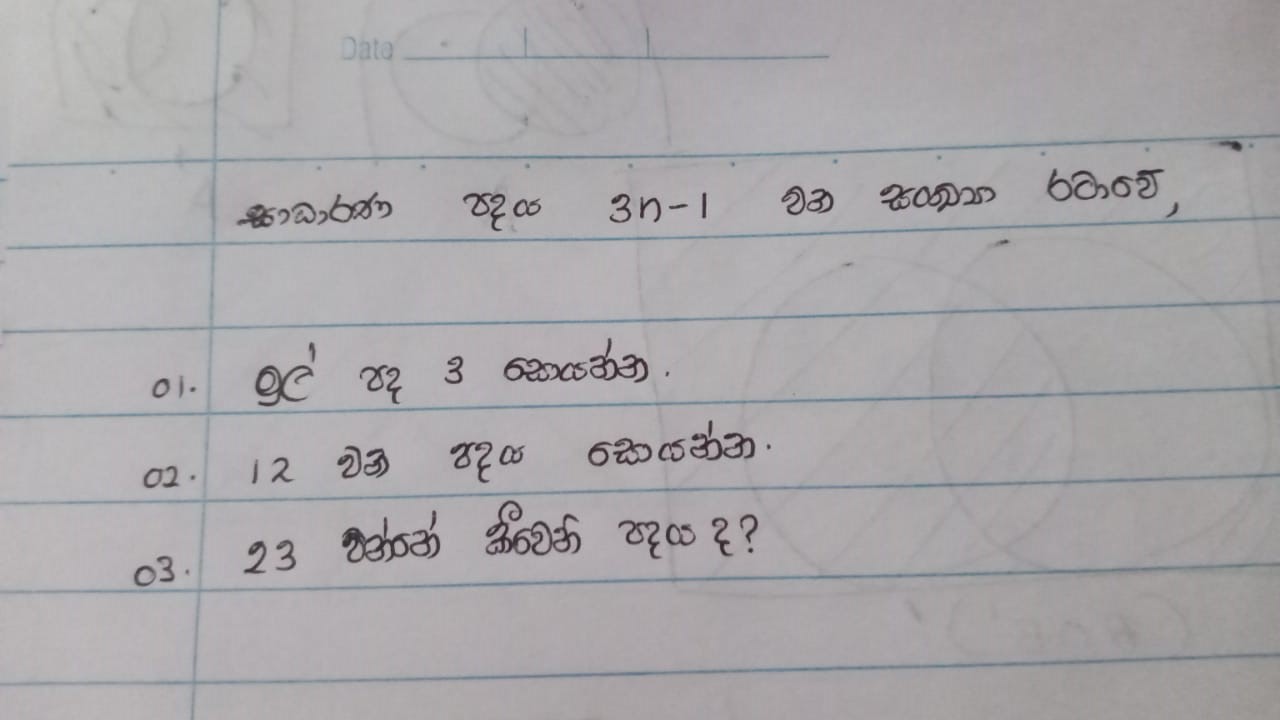 Date
සාධාරණ පදය 3n-1 වන සංඛ්‍යා රටාවේ,
01. මුල් පද 3 සොයන්න.
02. 12 වන පදය සොයන්න.
03. 23 වන්නේ කීවෙනි පදය ද?